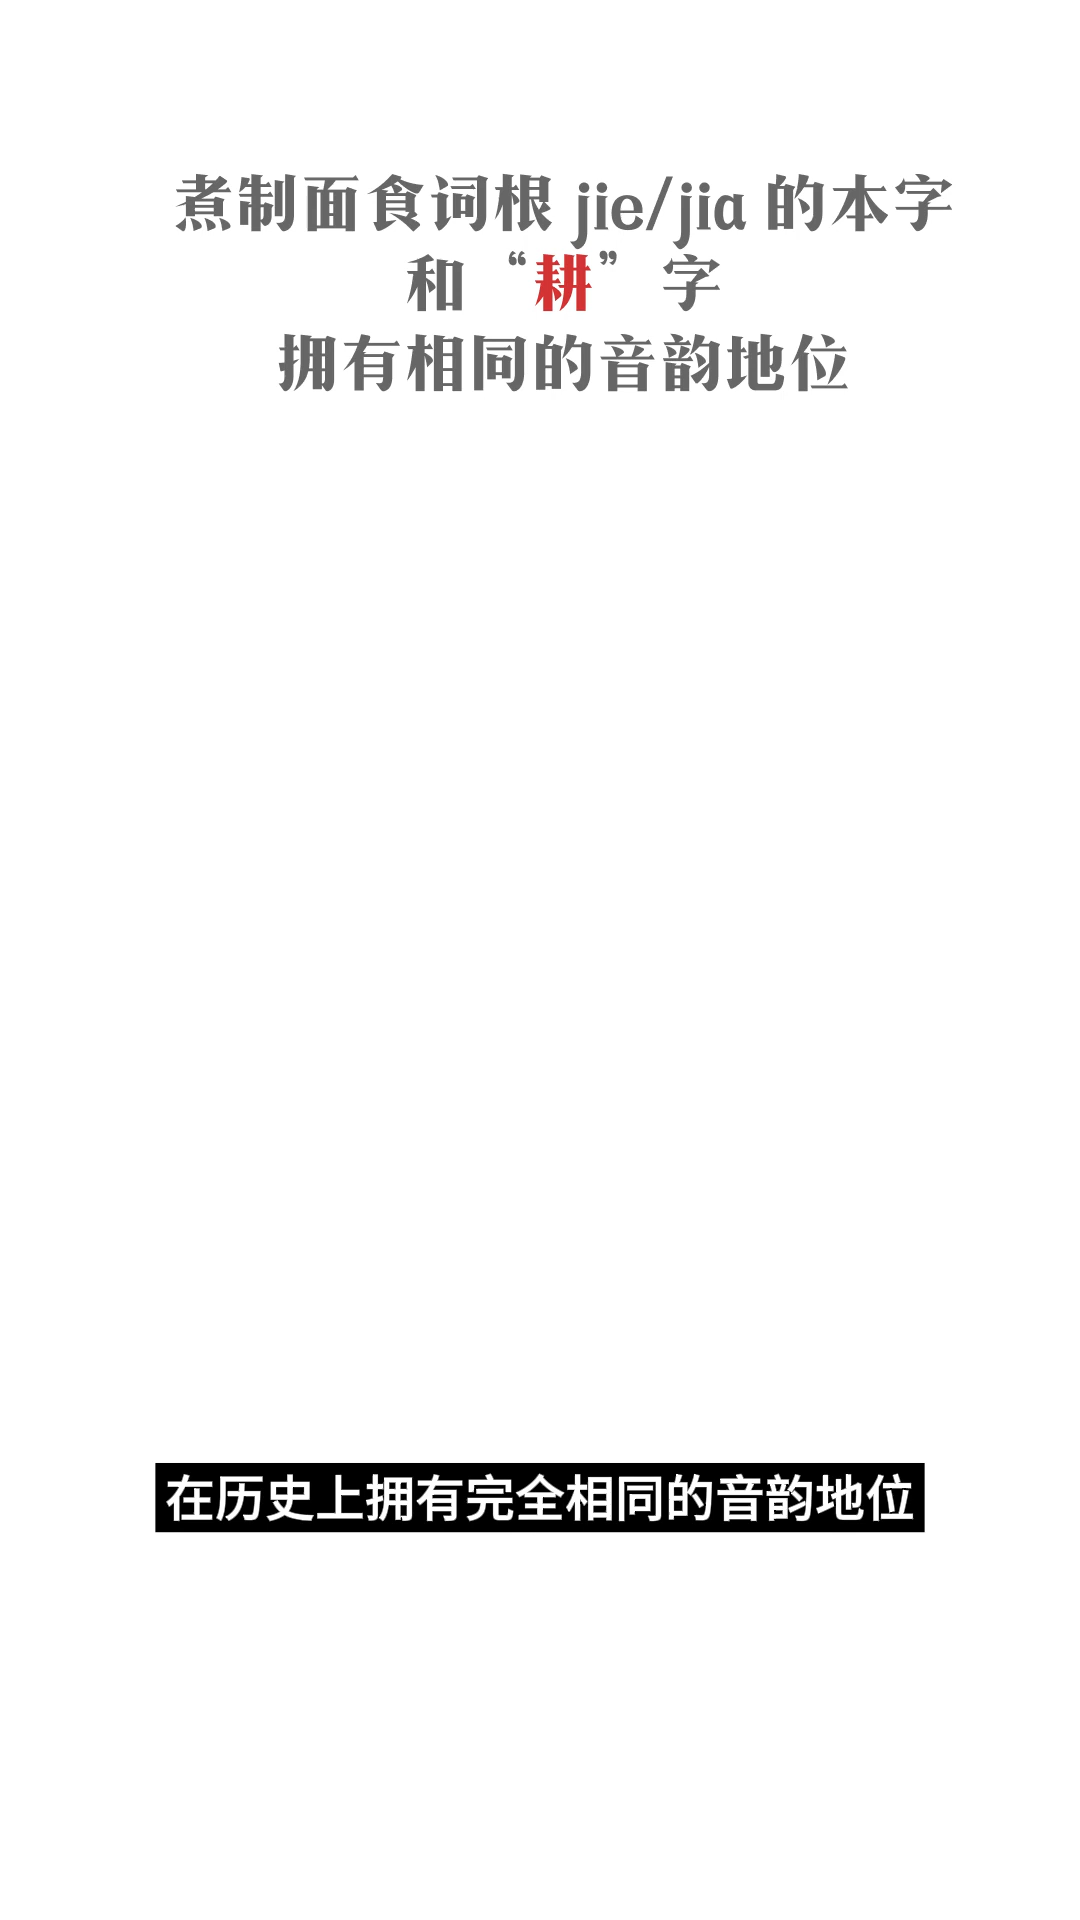 煮制面食词根 jie/jia 的本字
和“耕”字
拥有相同的音韵地位
在历史上拥有完全相同的音韵地位